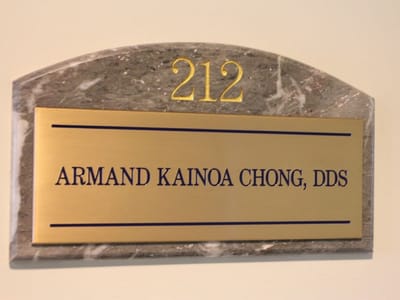 212
ARMAND KAINOA CHONG, DDS